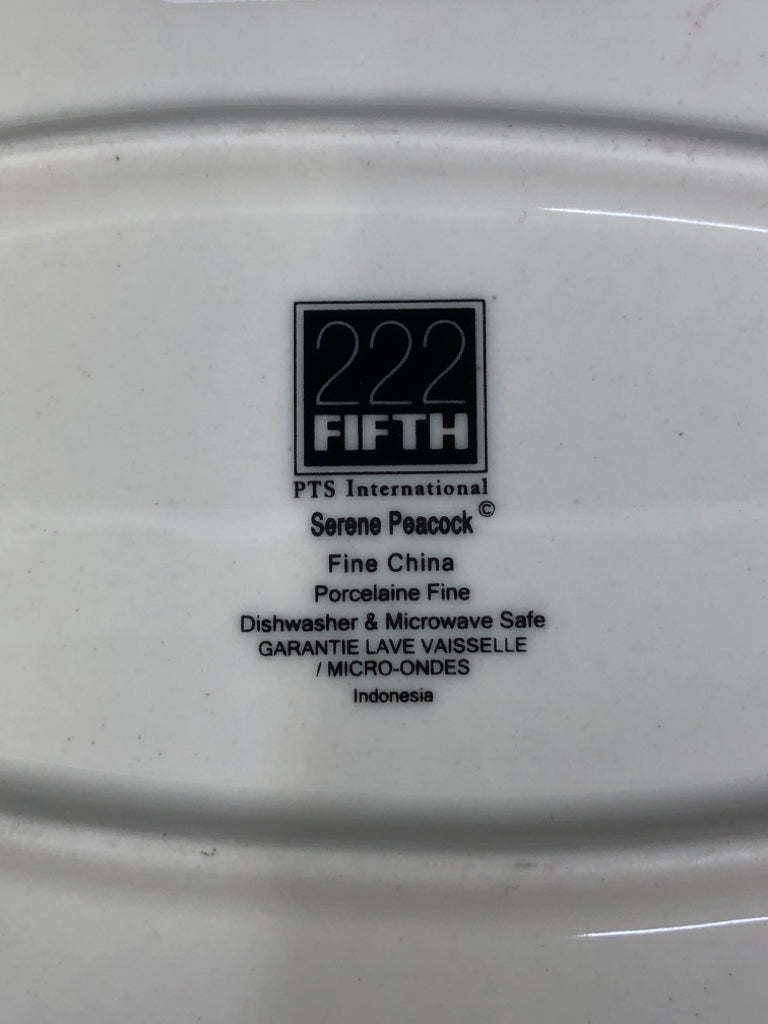 222
FIFTH
PTS International
Serene Peacock©
Fine China
Porcelaine Fine
Dishwasher & Microwave Safe
GARANTIE LAVE VAISSELLE
/ MICRO-ONDES
Indonesia